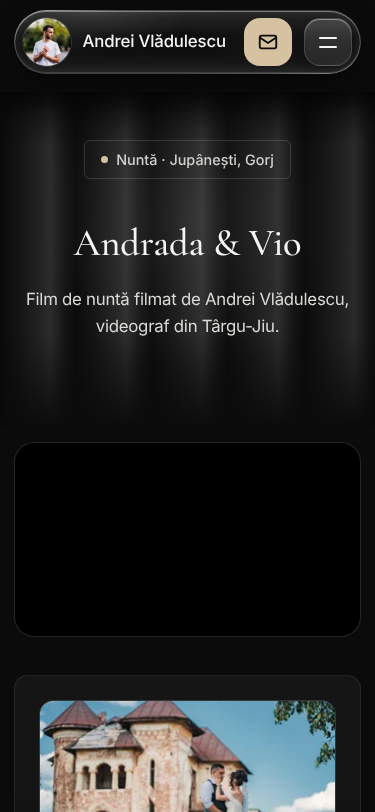 Andrei Vlădulescu
Nuntă · Jupânești, Gorj
Andrada & Vio
Film de nuntă filmat de Andrei Vlădulescu,
videograf din Târgu-Jiu.